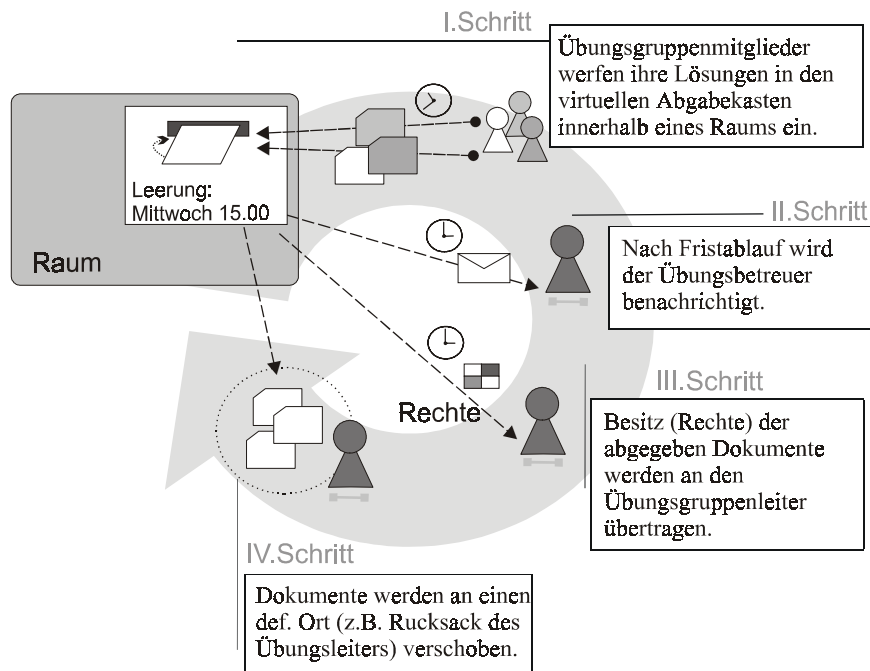 I.Schritt
Übungsgruppenmitglieder
werfen ihre Lösungen in den
virtuellen Abgabekasten
innerhalb eines Raums ein.
Leerung:
Mittwoch 15.00
Raum
II.Schritt
Nach Fristablauf wird
der Übungsbetreuer
benachrichtigt.
III.Schritt
Rechte
Besitz (Rechte) der
abgegeben Dokumente
werden an den
Übungsgruppenleiter
übertragen.
IV.Schritt
Dokumente werden an einen
def. Ort (z.B. Rucksack des
Übungsleiters) verschoben.